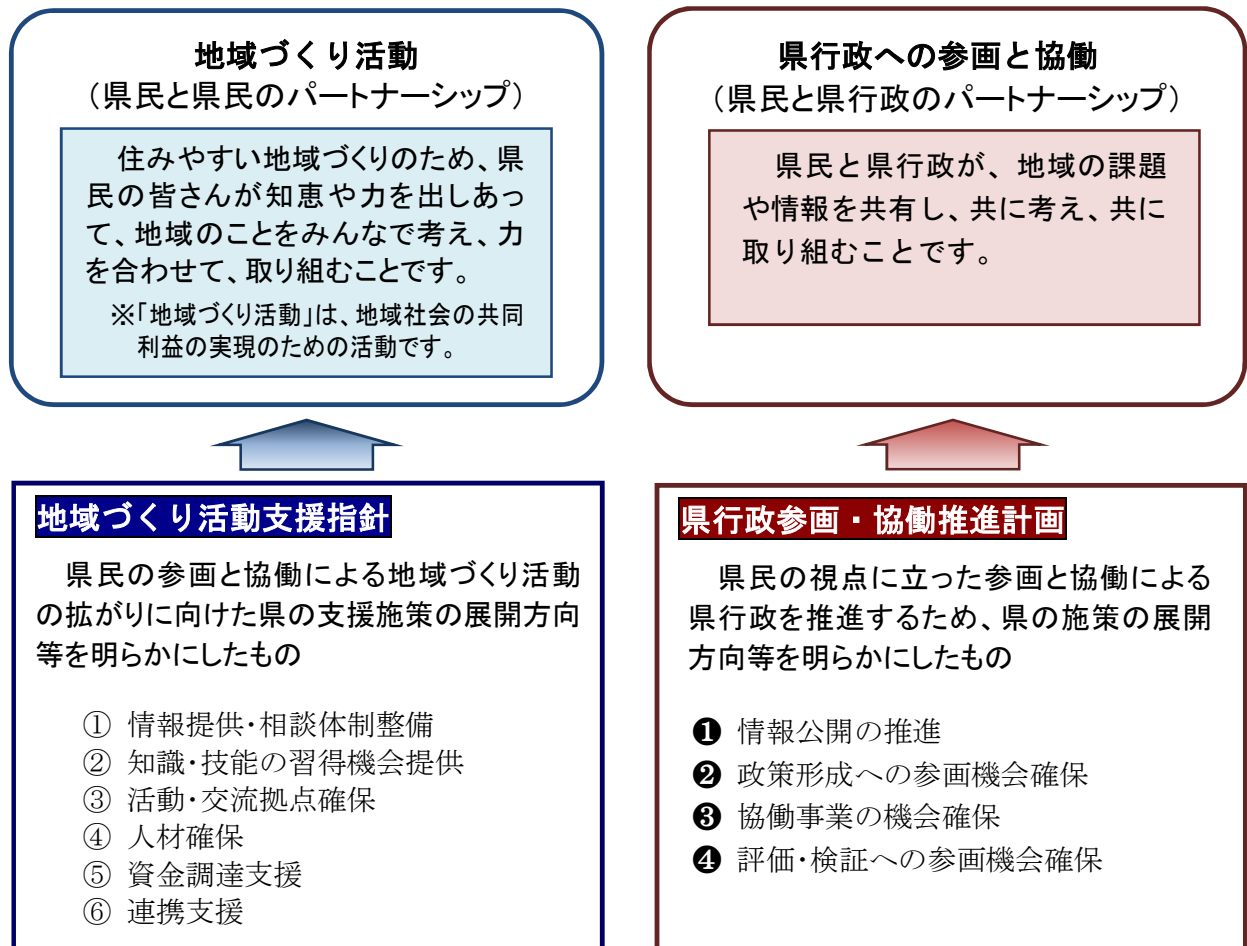 地域づくり活動
（県民と県民のパートナーシップ）
住みやすい地域づくりのため、県
民の皆さんが知恵や力を出しあっ
て、地域のことをみんなで考え、力
を合わせて、取り組むことです。
※「地域づくり活動」は、地域社会の共同
利益の実現のための活動です。
県行政への参画と協働
（県民と県行政のパートナーシップ）
県民と県行政が、地域の課題
や情報を共有し、共に考え、共に
取り組むことです。
地域づくり活動支援指針
県民の参画と協働による地域づくり活動
の拡がりに向けた県の支援施策の展開方向
等を明らかにしたもの
① 情報提供・相談体制整備
② 知識・技能の習得機会提供
③ 活動・交流拠点確保
④ 人材確保
⑤ 資金調達支援
⑥ 連携支援
県行政参画・協働推進計画
県民の視点に立った参画と協働による
県行政を推進するため、県の施策の展開
方向等を明らかにしたもの
❶ 情報公開の推進
❷ 政策形成への参画機会確保
❸ 協働事業の機会確保
❹ 評価・検証への参画機会確保